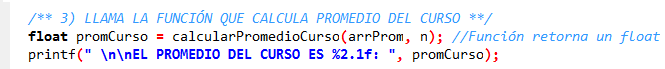 /** 3) LLAMA LA FUNCIÓN QUE CALCULA PROMEDIO DEL CURSO **/
float promCurso = calcularPromedioCurso(arrProm, n); //Función retorna un float
printf(" \n\nEL PROMEDIO DEL CURSO ES %2.1f: ", promCurso);